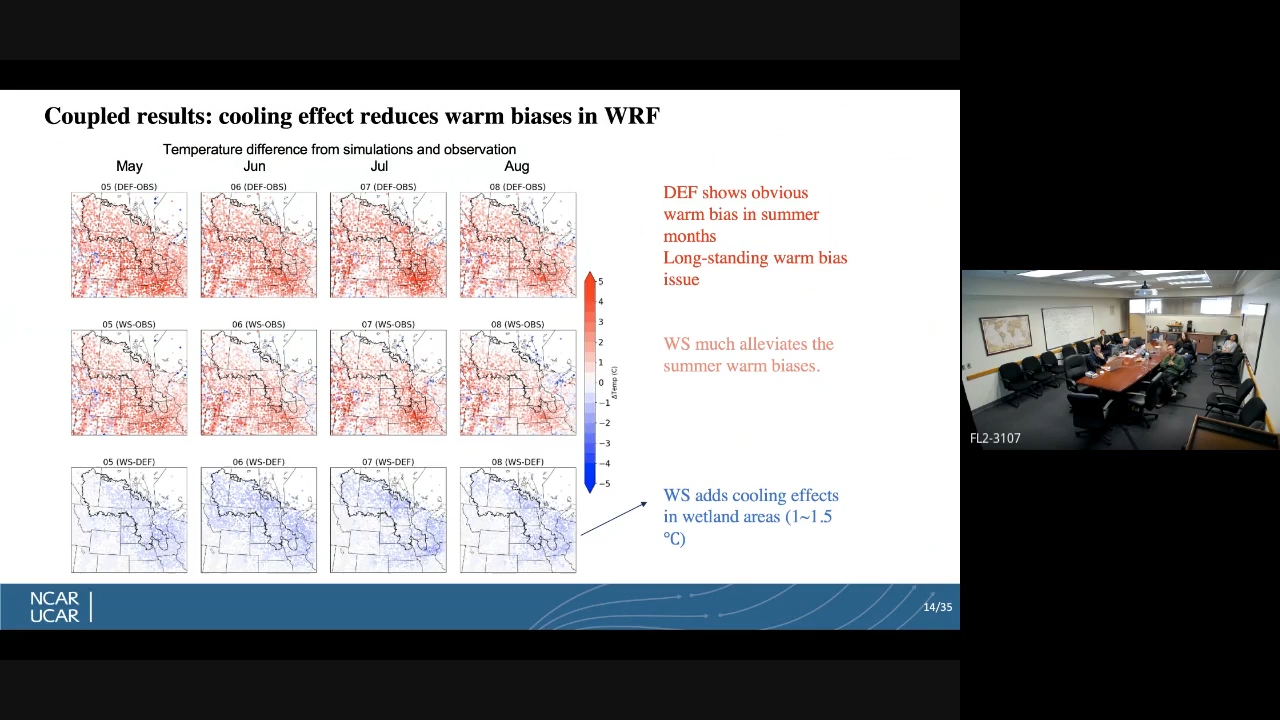 Coupled results: cooling effect reduces warm biases in WRF
Temperature difference from simulations and observation
May Jun Jul Aug
05 (DEF-OBS) 06 (DEF-OBS) 07 (DEF-OBS) 08 (DEF-OBS)
DEF shows obvious
warm bias in summer
months
Long-standing warm bias
issue
05 (WS-OBS) 06 (WS-OBS) 07 (WS-OBS) 08 (WS-OBS)
WS much alleviates the
summer warm biases.
05 (WS-DEF) 06 (WS-DEF) 07 (WS-DEF) 08 (WS-DEF)
WS adds cooling effects
in wetland areas (1~1.5
℃)
5
4
3
2
1
0
−1
−2
−3
−4
−5
ΔTemp (C)
NCAR
UCAR
14/35
FL2-3107